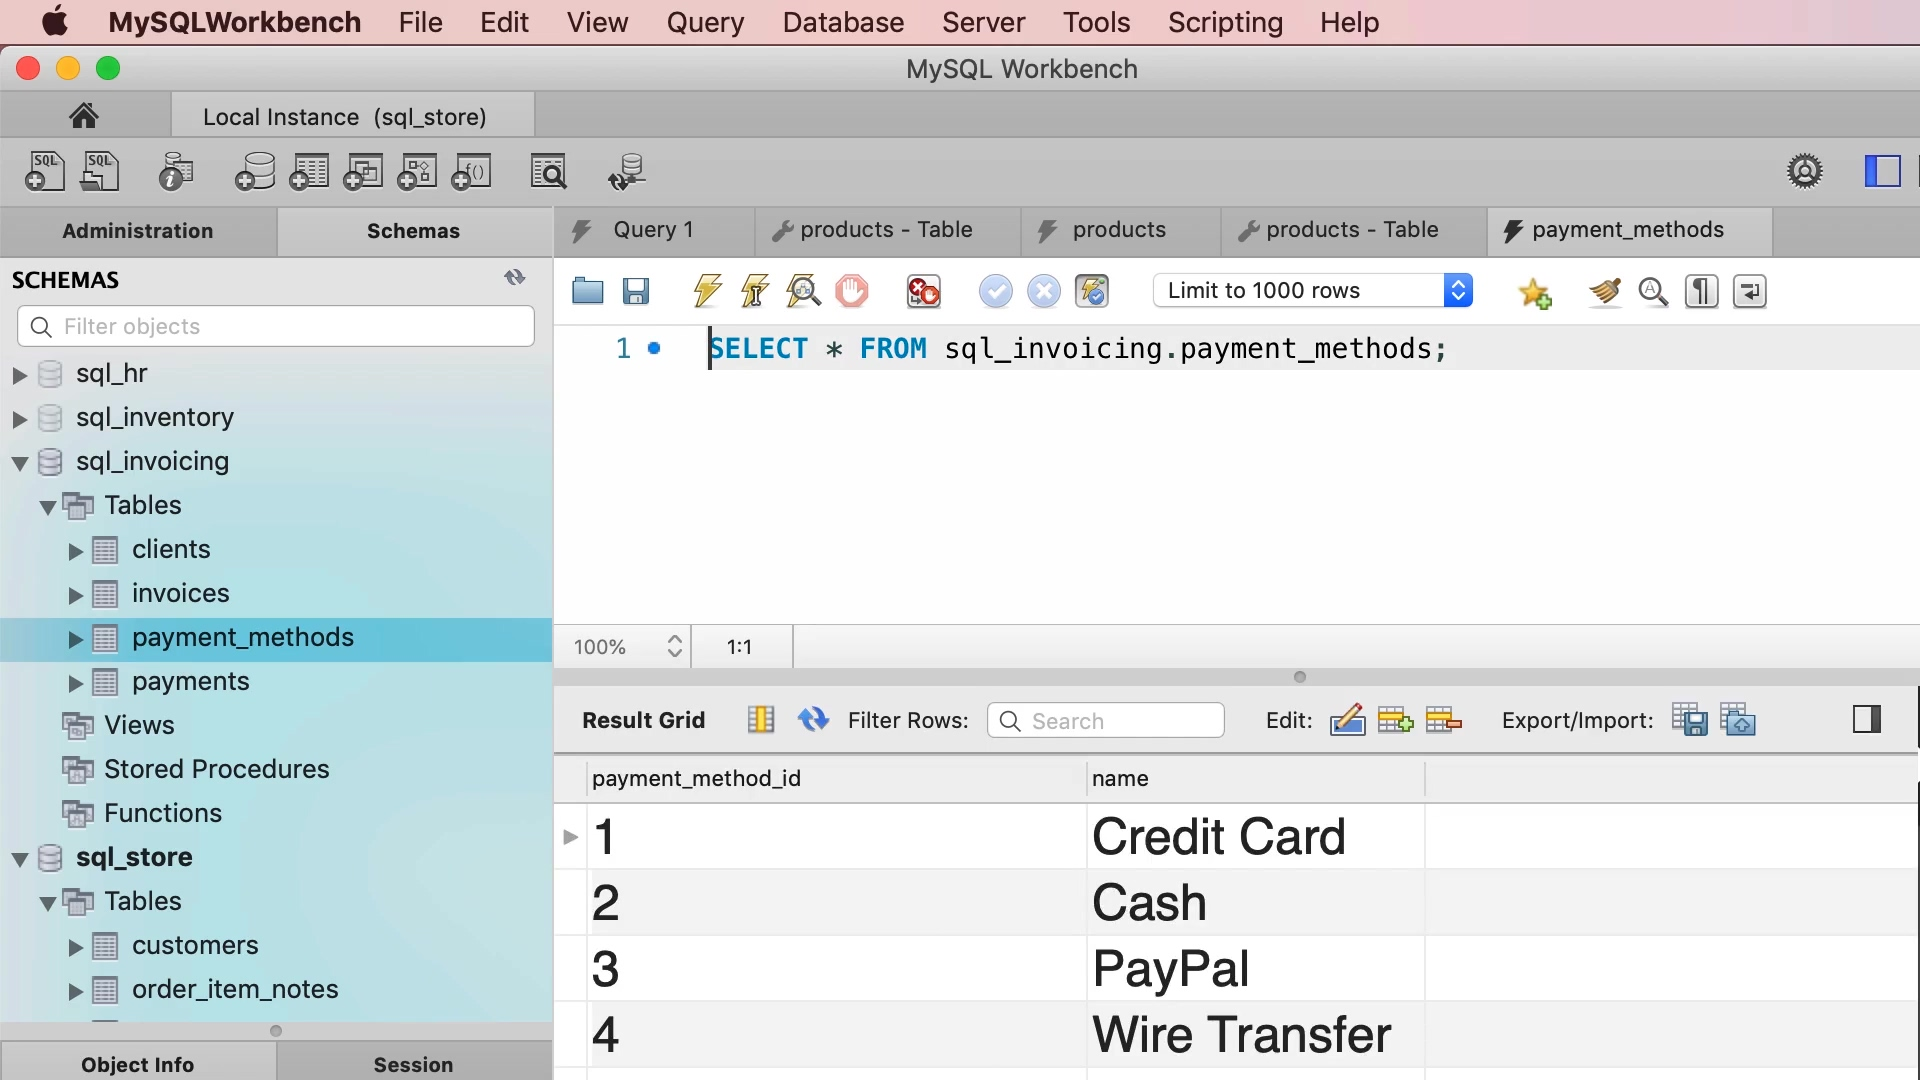 MySQLWorkbench File Edit View Query Database Server Tools Scripting Help
MySQL Workbench
Local Instance (sql_store)
SQL SQL
Administration Schemas
Query 1 products - Table products products - Table payment_methods
SCHEMAS
Filter objects
Limit to 1000 rows
1 SELECT * FROM sql_invoicing.payment_methods;
sql_hr
sql_inventory
sql_invoicing
Tables
clients
invoices
payment_methods
payments
Views
Stored Procedures
Functions
sql_store
Tables
customers
order_item_notes
Object Info Session
100% 1:1
Result Grid Filter Rows: Search Edit: Export/Import:
payment_method_id name
1 Credit Card
2 Cash
3 PayPal
4 Wire Transfer